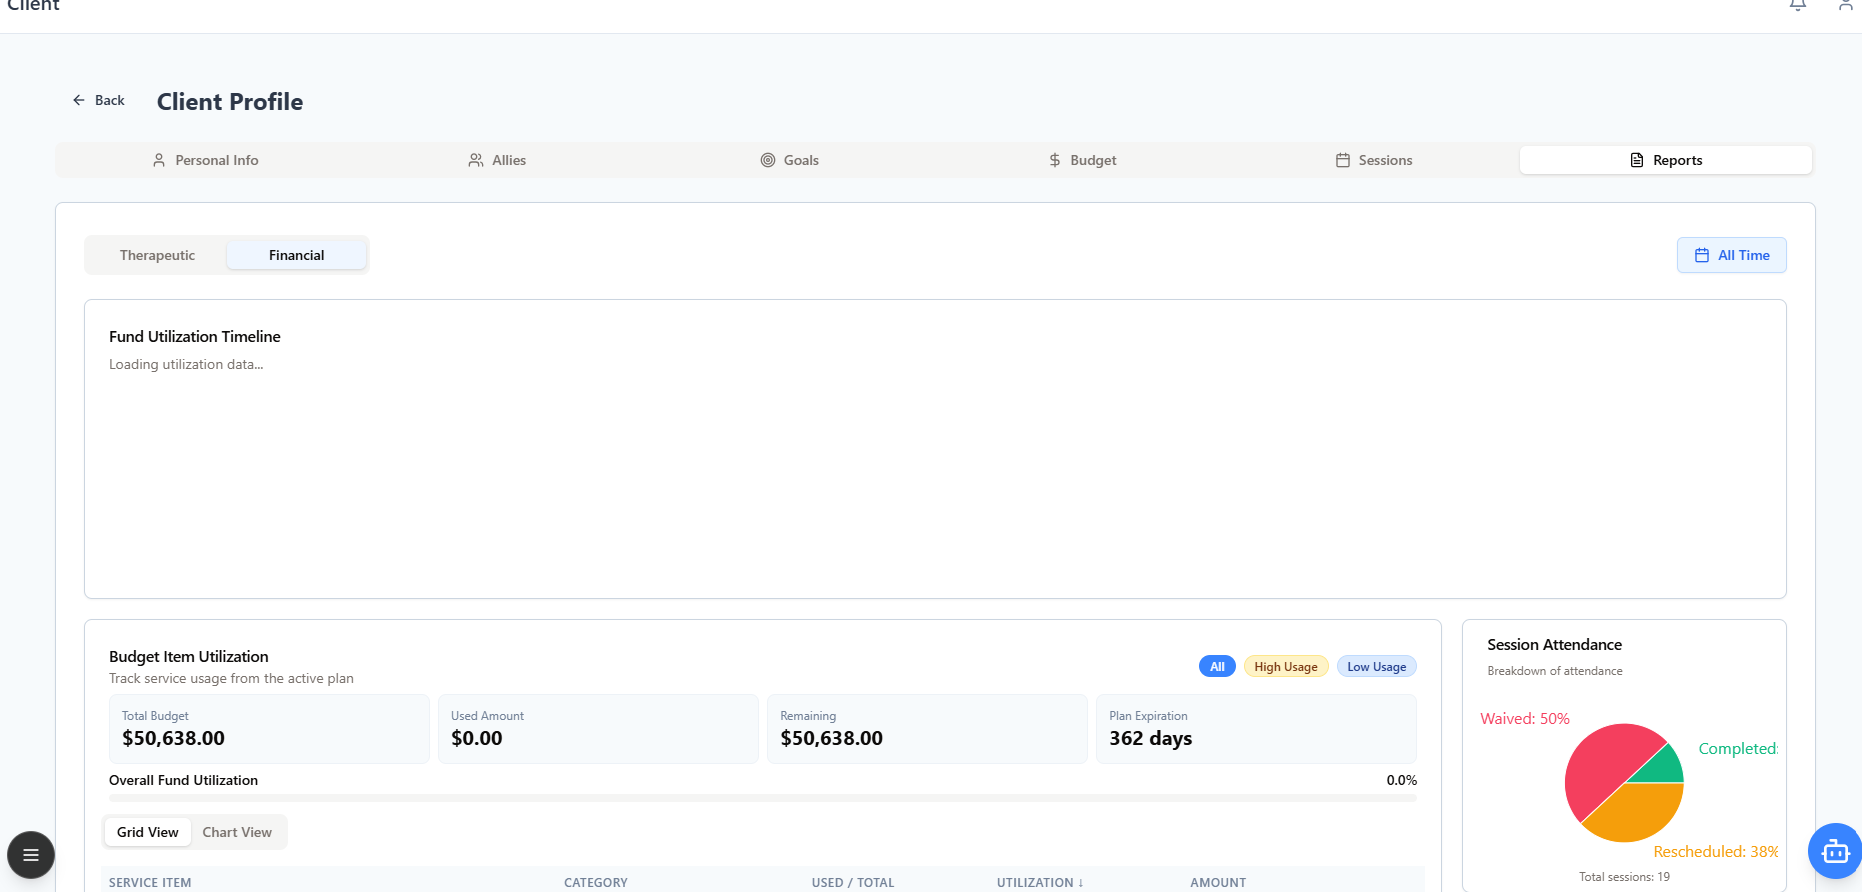 Client
Back
Client Profile
Personal Info
Allies
Goals
Budget
Sessions
Reports
Therapeutic
Financial
All Time
Fund Utilization Timeline
Loading utilization data...
Budget Item Utilization
Track service usage from the active plan
All
High Usage
Low Usage
Total Budget
$50,638.00
Used Amount
$0.00
Remaining
$50,638.00
Plan Expiration
362 days
Overall Fund Utilization
0.0%
Grid View
Chart View
SERVICE ITEM
CATEGORY
USED / TOTAL
UTILIZATION ↓
AMOUNT
Session Attendance
Breakdown of attendance
Waived: 50%
Completed:
Rescheduled: 38%
Total sessions: 19